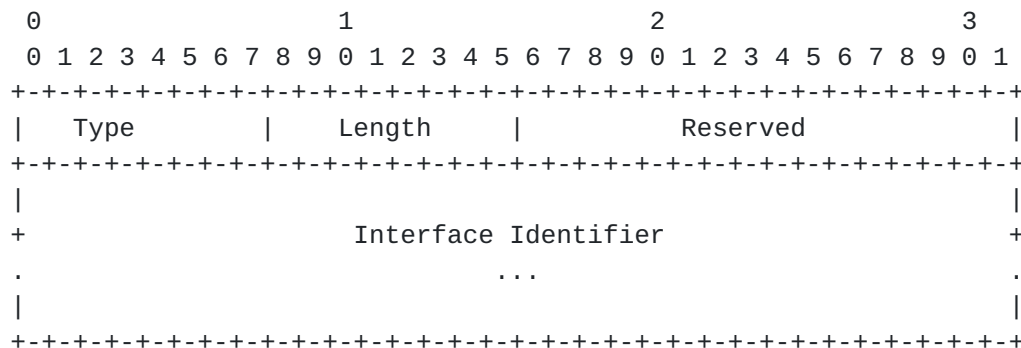 0                   1                   2                   3
 0 1 2 3 4 5 6 7 8 9 0 1 2 3 4 5 6 7 8 9 0 1 2 3 4 5 6 7 8 9 0 1
+-+-+-+-+-+-+-+-+-+-+-+-+-+-+-+-+-+-+-+-+-+-+-+-+-+-+-+-+-+-+-+-+
|   Type        |    Length     |          Reserved             |
+-+-+-+-+-+-+-+-+-+-+-+-+-+-+-+-+-+-+-+-+-+-+-+-+-+-+-+-+-+-+-+-+
|                                                               |
+                     Interface Identifier                      +
.                              ...                              .
|                                                               |
+-+-+-+-+-+-+-+-+-+-+-+-+-+-+-+-+-+-+-+-+-+-+-+-+-+-+-+-+-+-+-+-+